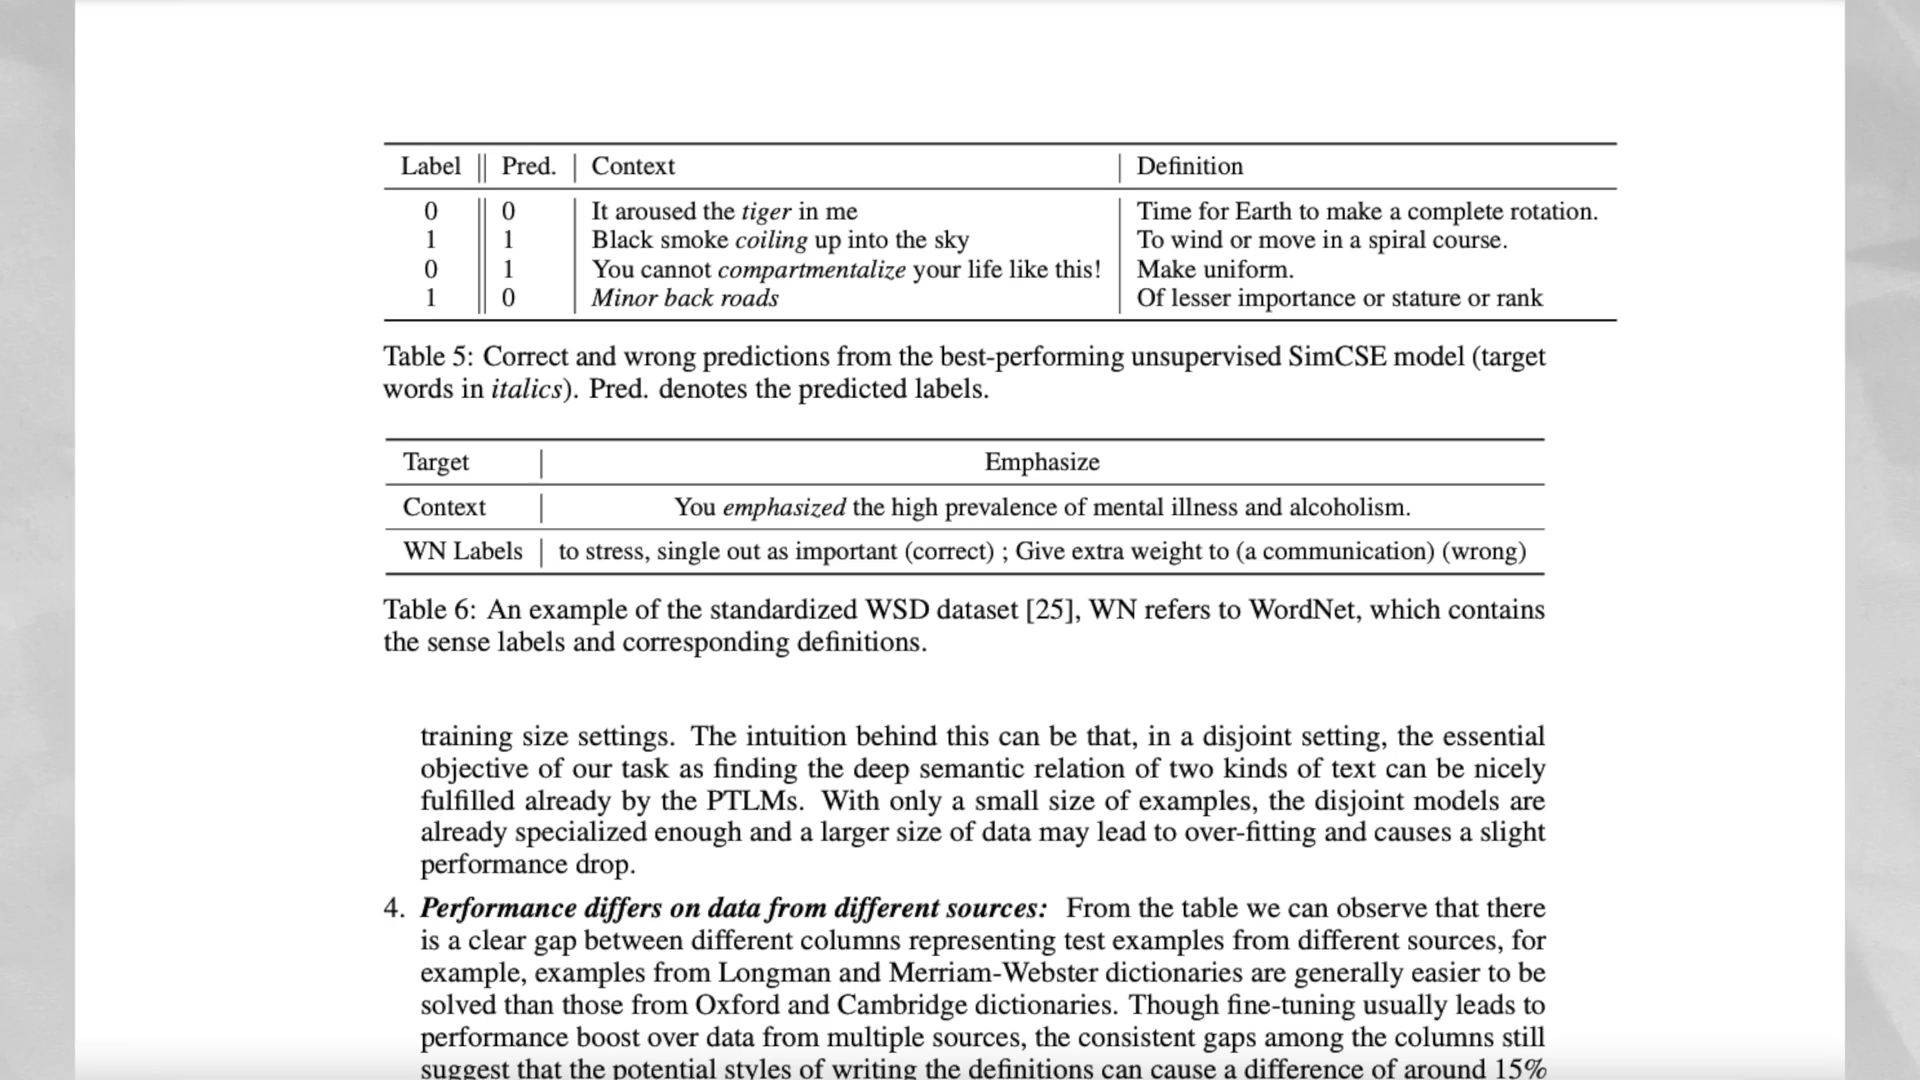 Label || Pred. | Context | Definition
0 || 0 | It aroused the tiger in me | Time for Earth to make a complete rotation.
1 || 1 | Black smoke coiling up into the sky | To wind or move in a spiral course.
0 || 1 | You cannot compartmentalize your life like this! | Make uniform.
1 || 0 | Minor back roads | Of lesser importance or stature or rank
Table 5: Correct and wrong predictions from the best-performing unsupervised SimCSE model (target
words in italics). Pred. denotes the predicted labels.
Target | Emphasize
Context | You emphasized the high prevalence of mental illness and alcoholism.
WN Labels | to stress, single out as important (correct) ; Give extra weight to (a communication) (wrong)
Table 6: An example of the standardized WSD dataset [25], WN refers to WordNet, which contains
the sense labels and corresponding definitions.
training size settings. The intuition behind this can be that, in a disjoint setting, the essential
objective of our task as finding the deep semantic relation of two kinds of text can be nicely
fulfilled already by the PTLMs. With only a small size of examples, the disjoint models are
already specialized enough and a larger size of data may lead to over-fitting and causes a slight
performance drop.
4. Performance differs on data from different sources: From the table we can observe that there
is a clear gap between different columns representing test examples from different sources, for
example, examples from Longman and Merriam-Webster dictionaries are generally easier to be
solved than those from Oxford and Cambridge dictionaries. Though fine-tuning usually leads to
performance boost over data from multiple sources, the consistent gaps among the columns still
suggest that the potential styles of writing the definitions can cause a difference of around 15%